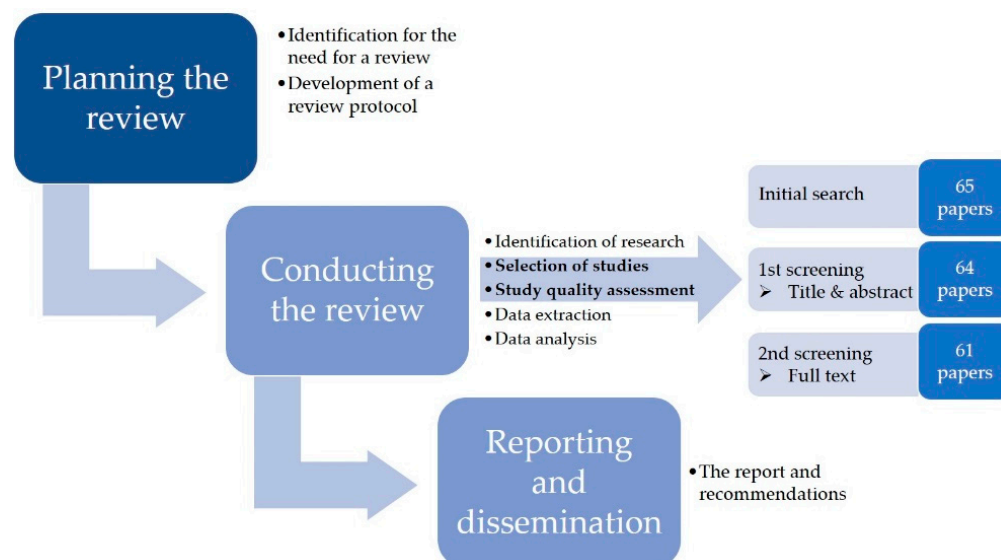 Planning the
review
•Identification for the
need for a review
•Development of a
review protocol
Conducting
the review
•Identification of research
•Selection of studies
•Study quality assessment
•Data extraction
•Data analysis
Initial search
65
papers
1st screening
➢ Title & abstract
64
papers
2nd screening
➢ Full text
61
papers
Reporting
and
dissemination
•The report and
recommendations